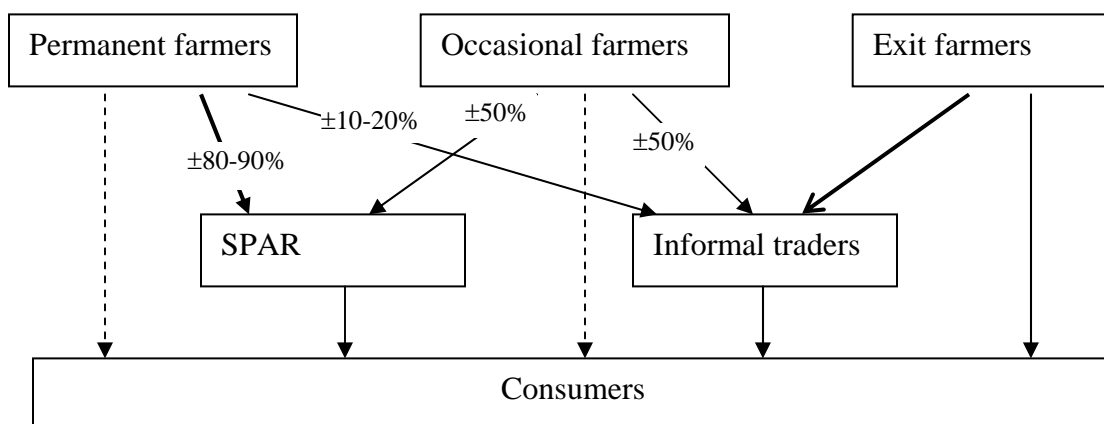 Permanent farmers
Occasional farmers
Exit farmers
±10-20%
±50%
±50%
±80-90%
SPAR
Informal traders
Consumers